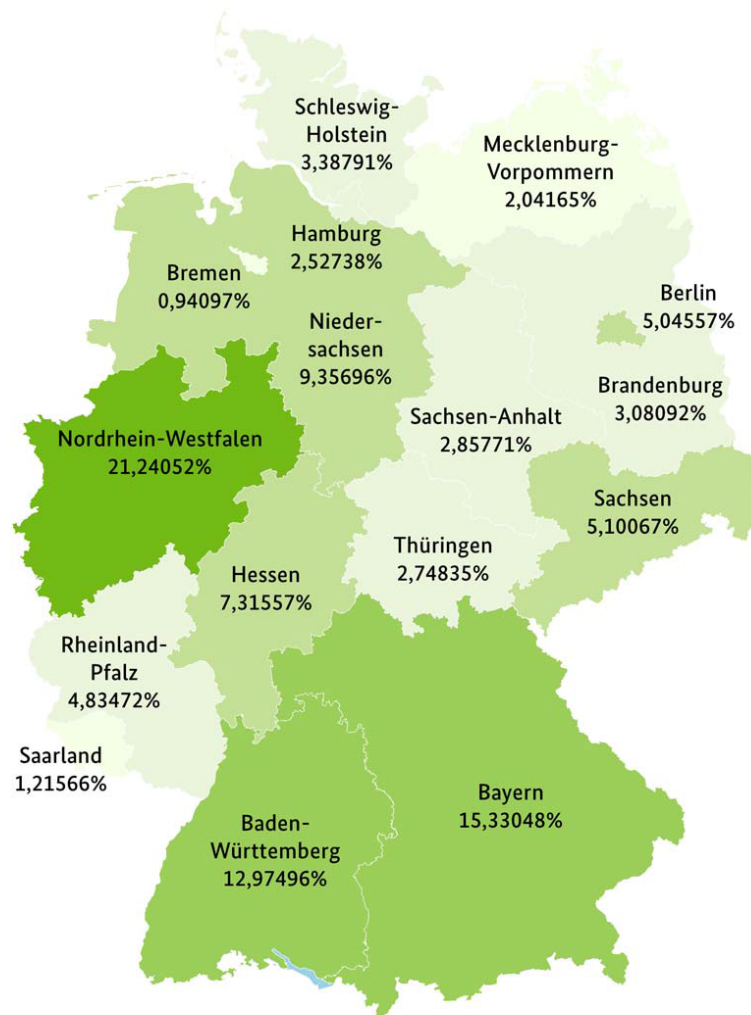 Schleswig-
Holstein
3,38791%
Mecklenburg-
Vorpommern
2,04165%
Hamburg
2,52738%
Bremen
0,94097%
Berlin
5,04557%
Nieder-
sachsen
9,35696%
Brandenburg
3,08092%
Sachsen-Anhalt
2,85771%
Nordrhein-Westfalen
21,24052%
Sachsen
5,10067%
Thüringen
2,74835%
Hessen
7,31557%
Rheinland-
Pfalz
4,83472%
Saarland
1,21566%
Bayern
15,33048%
Baden-
Württemberg
12,97496%